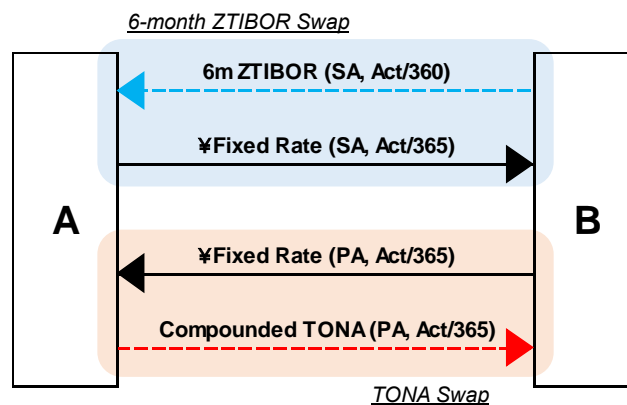 6-month ZTIBOR Swap
6m ZTIBOR (SA, Act/360)
¥Fixed Rate (SA, Act/365)
A
B
¥Fixed Rate (PA, Act/365)
Compounded TONA (PA, Act/365)
TONA Swap